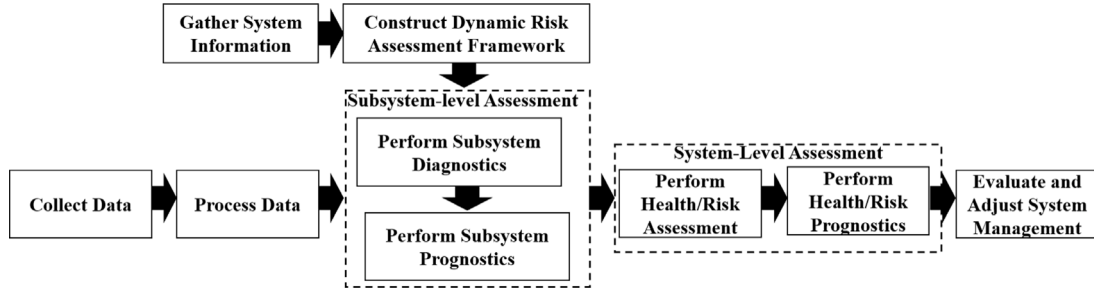 Gather System
Information
Construct Dynamic Risk
Assessment Framework
Subsystem-level Assessment
Perform Subsystem
Diagnostics
Perform Subsystem
Prognostics
Collect Data
Process Data
System-Level Assessment
Perform
Health/Risk
Assessment
Perform
Health/Risk
Prognostics
Evaluate and
Adjust System
Management